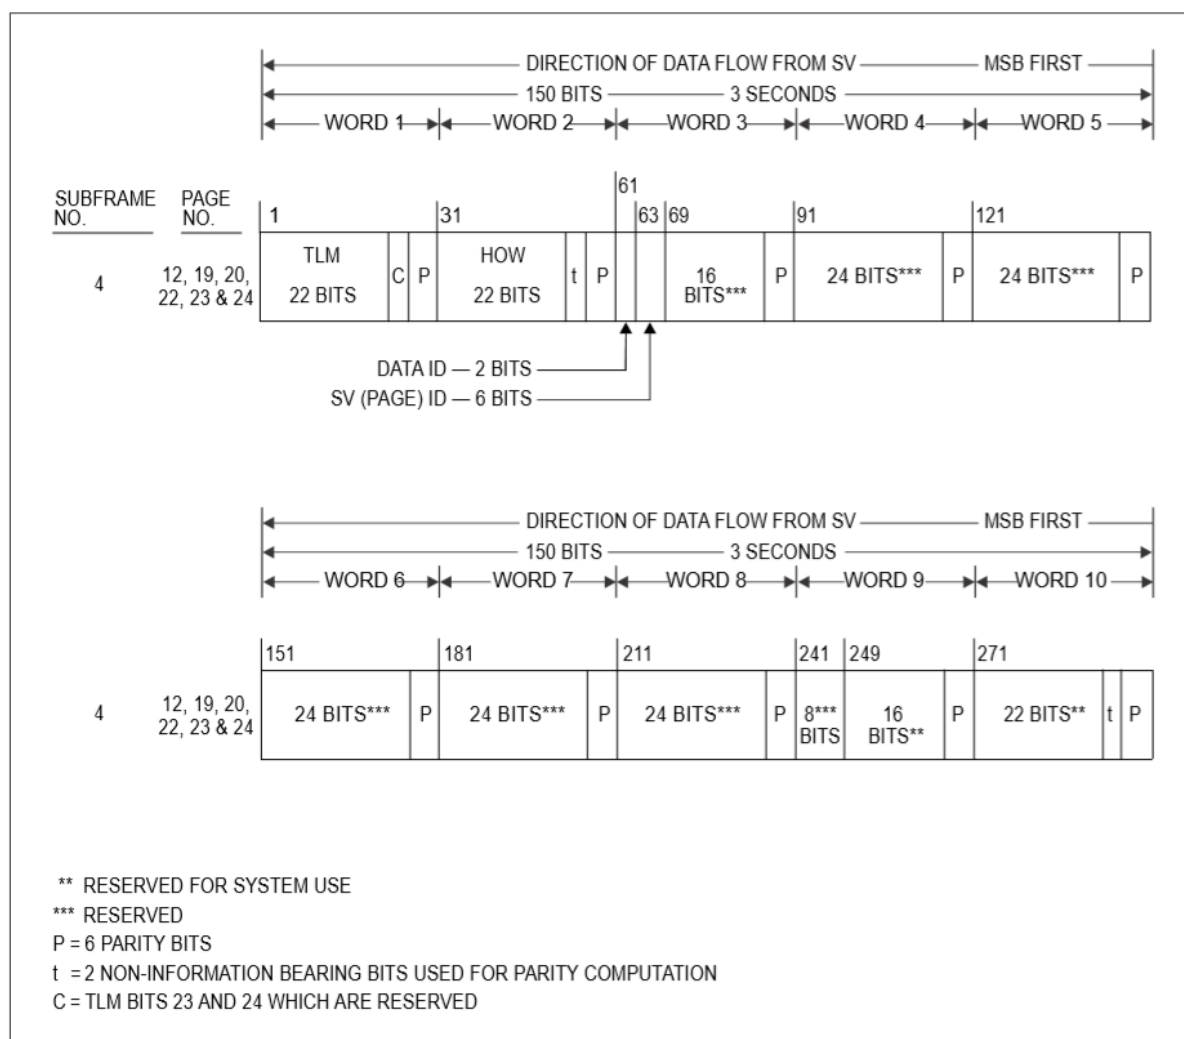 DIRECTION OF DATA FLOW FROM SV MSB FIRST
150 BITS 3 SECONDS
WORD 1 WORD 2 WORD 3 WORD 4 WORD 5
61
SUBFRAME PAGE
NO. NO. 1 31 63 69 91 121
TLM HOW
4 12, 19, 20, C P t P 16 P 24 BITS*** P 24 BITS*** P
22, 23 & 24 22 BITS 22 BITS BITS***
DATA ID — 2 BITS
SV (PAGE) ID — 6 BITS
DIRECTION OF DATA FLOW FROM SV MSB FIRST
150 BITS 3 SECONDS
WORD 6 WORD 7 WORD 8 WORD 9 WORD 10
151 181 211 241 249 271
4 12, 19, 20, 24 BITS*** P 24 BITS*** P 24 BITS*** P 8*** 16 P 22 BITS** t P
22, 23 & 24 BITS BITS**
** RESERVED FOR SYSTEM USE
*** RESERVED
P = 6 PARITY BITS
t = 2 NON-INFORMATION BEARING BITS USED FOR PARITY COMPUTATION
C = TLM BITS 23 AND 24 WHICH ARE RESERVED